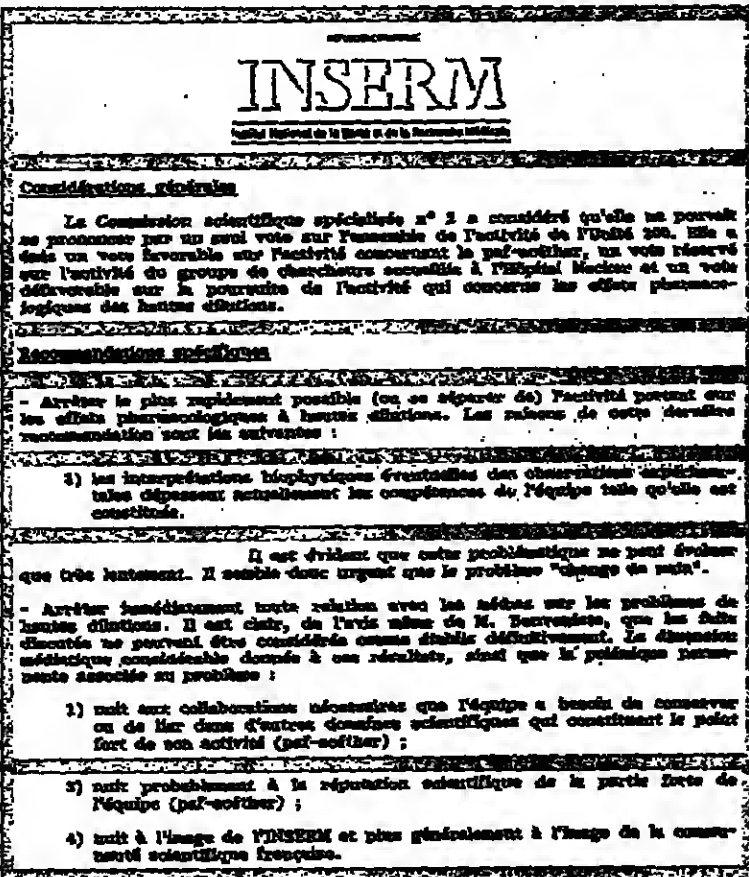 INSERM
Institut National de la Santé et de la Recherche Médicale
Considérations générales
La Commission scientifique spécialisée n° 2 a considéré qu'elle ne pouvait
se prononcer par un seul vote sur l'ensemble de l'activité de l'Unité 200. Elle a
émis un vote favorable sur l'activité concernant le paf-acéther, un vote réservé
sur l'activité du groupe de chercheurs accueillis à l'Hôpital Necker et un vote
défavorable sur la poursuite de l'activité qui concerne les effets pharmaco-
logiques des hautes dilutions.
Recommandations spécifiques
- Arrêter le plus rapidement possible (ou se séparer de) l'activité portant sur
les effets pharmacologiques à hautes dilutions. Les raisons de cette dernière
recommandation sont les suivantes :
1) les interprétations biophysiques éventuelles des observations expérimen-
tales dépassent actuellement les compétences de l'équipe telle qu'elle est
constituée.
Il est évident que cette problématique ne peut évoluer
que très lentement. Il semble donc urgent que le problème "change de main".
- Arrêter immédiatement toute relation avec les médias sur les problèmes de
hautes dilutions. Il est clair, de l'avis même de M. Benveniste, que les faits
discutés ne peuvent être considérés comme établis définitivement. La dimension
médiatique considérable donnée à ces résultats, ainsi que la polémique perma-
nente associée au problème :
1) nuit aux collaborations nécessaires que l'équipe a besoin de conserver
ou de lier dans d'autres domaines scientifiques qui constituent le point
fort de son activité (paf-acéther) ;
3) nuit probablement à la réputation scientifique de la partie forte de
l'équipe (paf-acéther) ;
4) nuit à l'image de l'INSERM et plus généralement à l'image de la commu-
nauté scientifique française.